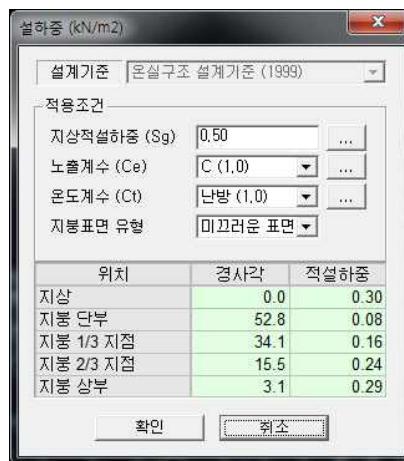 설하중 (kN/m2)
설계기준 온실구조 설계기준 (1999)
적용조건
지상적설하중 (Sg) 0.50 ...
노출계수 (Ce) C (1.0) ...
온도계수 (Ct) 난방 (1.0) ...
지붕표면 유형 미끄러운 표면
위치 경사각 적설하중
지상 0.0 0.30
지붕 단부 52.8 0.08
지붕 1/3 지점 34.1 0.16
지붕 2/3 지점 15.5 0.24
지붕 상부 3.1 0.29
확인 취소